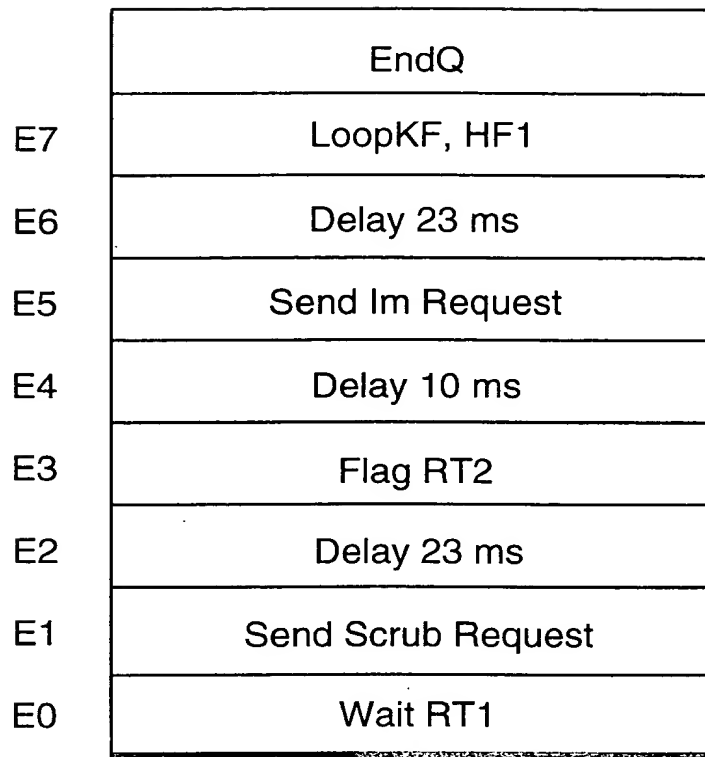 EndQ
E7 LoopKF, HF1
E6 Delay 23 ms
E5 Send Im Request
E4 Delay 10 ms
E3 Flag RT2
E2 Delay 23 ms
E1 Send Scrub Request
E0 Wait RT1